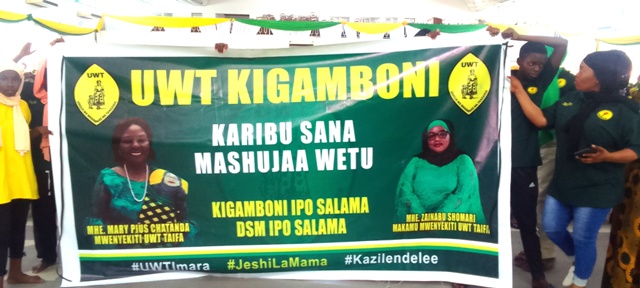 UWT
UWT KIGAMBONI
UWT
KARIBU SANA
MASHUJAA WETU
KIGAMBONI IPO SALAMA
DSM IPO SALAMA
MHE. MARY PIUS CHATANDA
MWENYEKITI UWT TAIFA
MHE. ZAINABU SHOMARI
MAKAMU MWENYEKITI UWT TAIFA
#UWTImara #JeshiLaMama #Kazilendelee